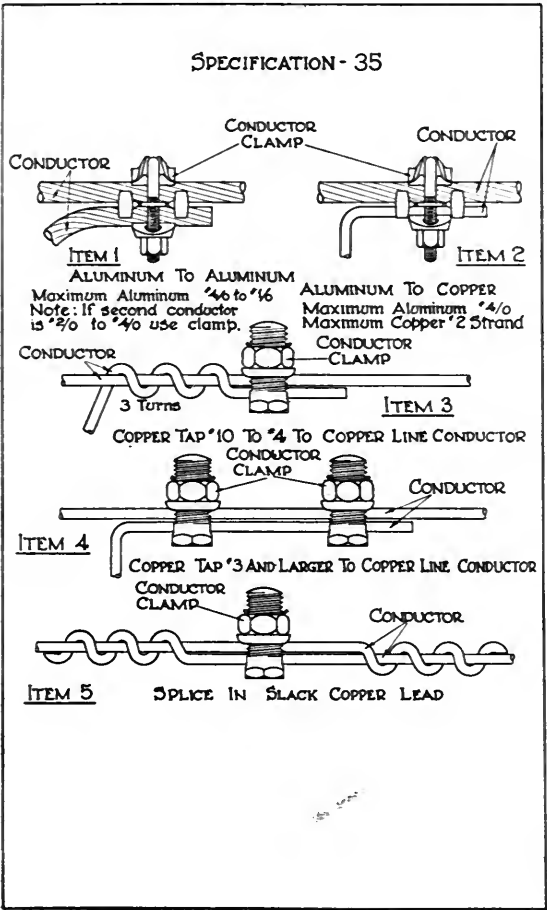 SPECIFICATION - 35
CONDUCTOR
CLAMP
CONDUCTOR
CONDUCTOR
ITEM 1
ITEM 2
ALUMINUM TO ALUMINUM
Maximum Aluminum to
Note: If second conductor
is #2/0 to #4/0 use clamp.
ALUMINUM TO COPPER
Maximum Aluminum #4/0
Maximum Copper #2 Strand
CONDUCTOR
CONDUCTOR
CLAMP
3 TURNS
ITEM 3
COPPER TAP #10 TO #4 TO COPPER LINE CONDUCTOR
CONDUCTOR
CLAMP
CONDUCTOR
ITEM 4
COPPER TAP #3 AND LARGER TO COPPER LINE CONDUCTOR
CONDUCTOR
CLAMP
CONDUCTOR
ITEM 5
SPLICE IN SLACK COPPER LEAD